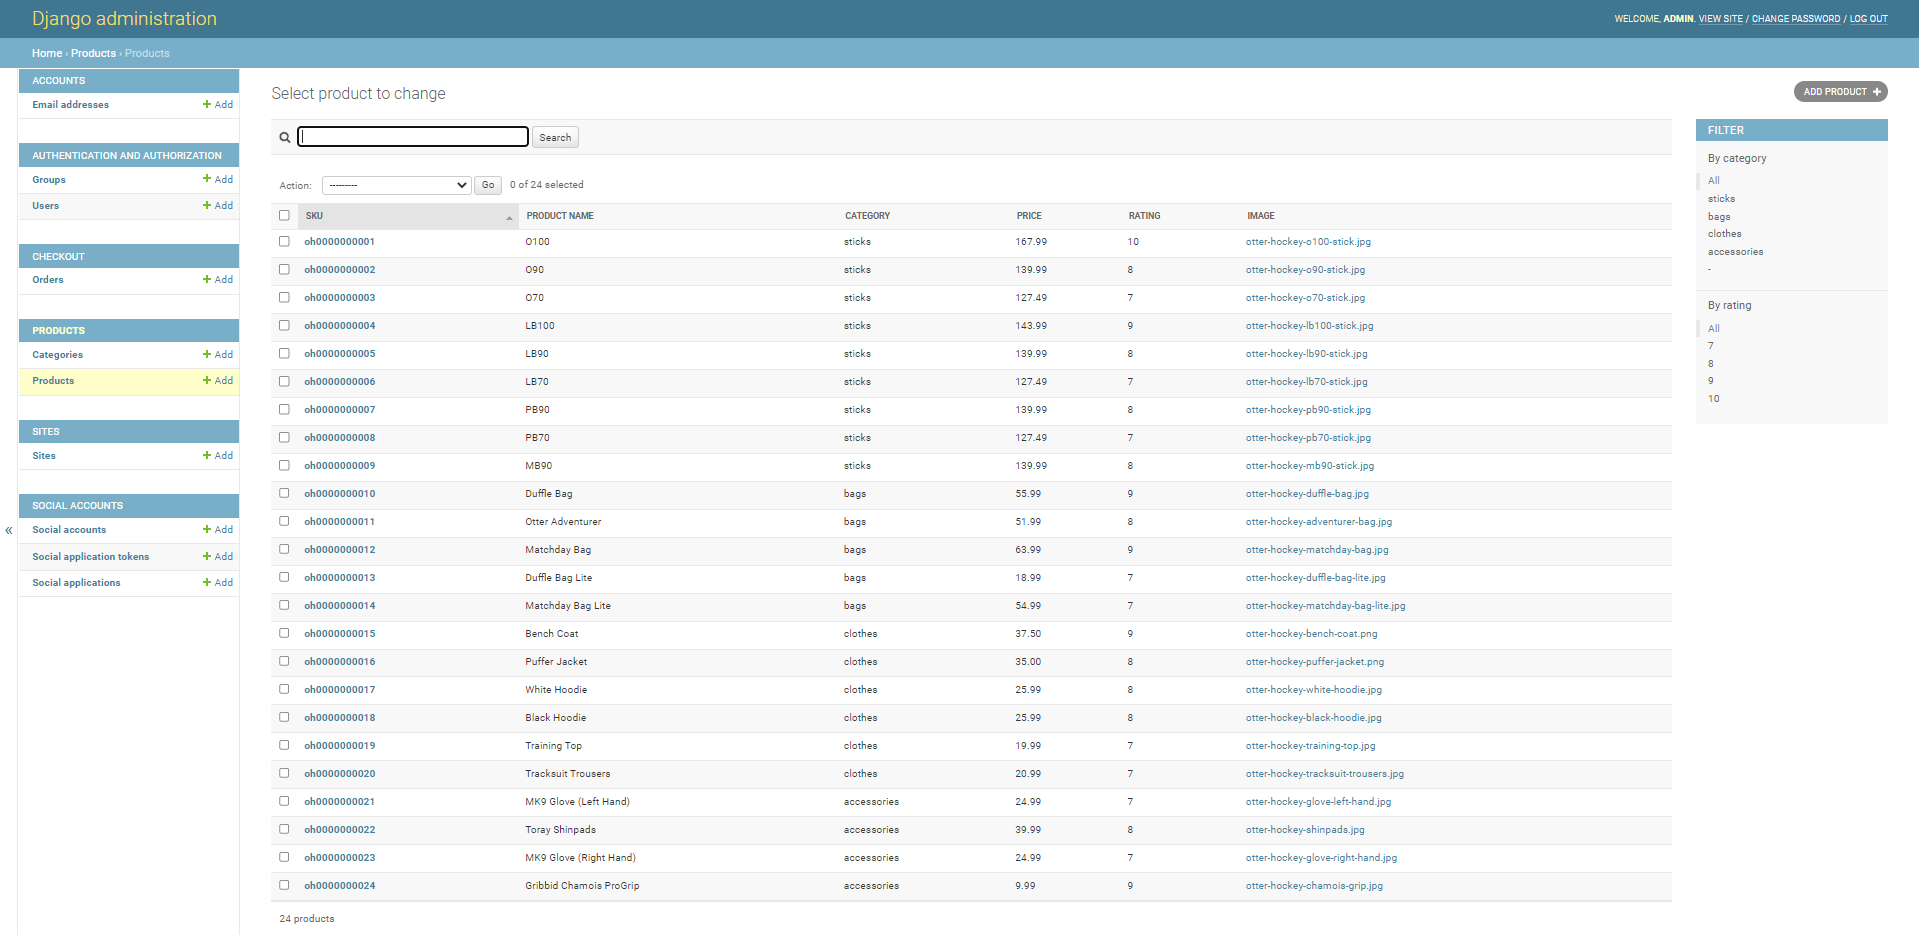 Django administration
WELCOME, ADMIN. VIEW SITE / CHANGE PASSWORD / LOG OUT
Home › Products › Products
ACCOUNTS
Email addresses + Add
AUTHENTICATION AND AUTHORIZATION
Groups + Add
Users + Add
CHECKOUT
Orders + Add
PRODUCTS
Categories + Add
Products + Add
SITES
Sites + Add
SOCIAL ACCOUNTS
Social accounts + Add
Social application tokens + Add
Social applications + Add
«
Select product to change
ADD PRODUCT +
Search
Action: --------- Go 0 of 24 selected
SKU PRODUCT NAME CATEGORY PRICE RATING IMAGE
oh0000000001 O100 sticks 167.99 10 otter-hockey-o100-stick.jpg
oh0000000002 O90 sticks 139.99 8 otter-hockey-o90-stick.jpg
oh0000000003 O70 sticks 127.49 7 otter-hockey-o70-stick.jpg
oh0000000004 LB100 sticks 143.99 9 otter-hockey-lb100-stick.jpg
oh0000000005 LB90 sticks 139.99 8 otter-hockey-lb90-stick.jpg
oh0000000006 LB70 sticks 127.49 7 otter-hockey-lb70-stick.jpg
oh0000000007 PB90 sticks 139.99 8 otter-hockey-pb90-stick.jpg
oh0000000008 PB70 sticks 127.49 7 otter-hockey-pb70-stick.jpg
oh0000000009 MB90 sticks 139.99 8 otter-hockey-mb90-stick.jpg
oh0000000010 Duffle Bag bags 55.99 9 otter-hockey-duffle-bag.jpg
oh0000000011 Otter Adventurer bags 51.99 8 otter-hockey-adventurer-bag.jpg
oh0000000012 Matchday Bag bags 63.99 9 otter-hockey-matchday-bag.jpg
oh0000000013 Duffle Bag Lite bags 18.99 7 otter-hockey-duffle-bag-lite.jpg
oh0000000014 Matchday Bag Lite bags 54.99 7 otter-hockey-matchday-bag-lite.jpg
oh0000000015 Bench Coat clothes 37.50 9 otter-hockey-bench-coat.png
oh0000000016 Puffer Jacket clothes 35.00 8 otter-hockey-puffer-jacket.png
oh0000000017 White Hoodie clothes 25.99 8 otter-hockey-white-hoodie.jpg
oh0000000018 Black Hoodie clothes 25.99 8 otter-hockey-black-hoodie.jpg
oh0000000019 Training Top clothes 19.99 7 otter-hockey-training-top.jpg
oh0000000020 Tracksuit Trousers clothes 20.99 7 otter-hockey-tracksuit-trousers.jpg
oh0000000021 MK9 Glove (Left Hand) accessories 24.99 7 otter-hockey-glove-left-hand.jpg
oh0000000022 Toray Shinpads accessories 39.99 8 otter-hockey-shinpads.jpg
oh0000000023 MK9 Glove (Right Hand) accessories 24.99 7 otter-hockey-glove-right-hand.jpg
oh0000000024 Gribbid Chamois ProGrip accessories 9.99 9 otter-hockey-chamois-grip.jpg
24 products
FILTER
By category
All
sticks
bags
clothes
accessories
-
By rating
All
7
8
9
10